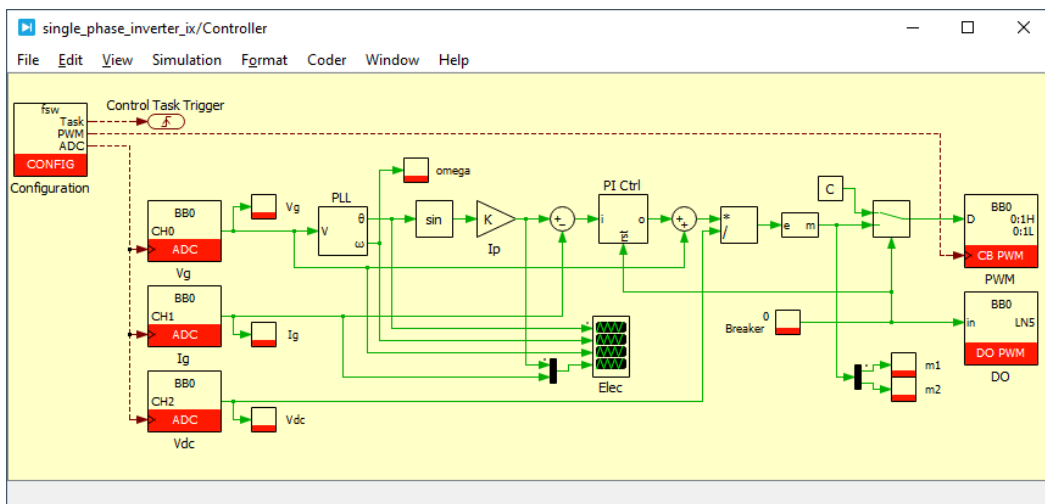 single_phase_inverter_ix/Controller
File Edit View Simulation Format Coder Window Help
fsw
Task
PWM
ADC
CONFIG
Configuration
Control Task Trigger
omega
BB0
CH0
ADC
Vg
Vg
PLL
V
θ
ω
sin
K
Ip
+
−
PI Ctrl
i
o
rst
+
+
*
/
e m
C
BB0
D
0:1H
0:1L
CB PWM
PWM
BB0
CH1
ADC
Ig
Ig
Elec
0
Breaker
BB0
in
LN5
DO PWM
DO
BB0
CH2
ADC
Vdc
Vdc
m1
m2